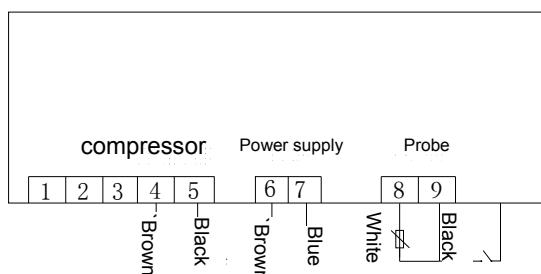 compressor Power supply Probe
1 2 3 4 5 6 7 8 9
Brown Black Brown Blue White Black